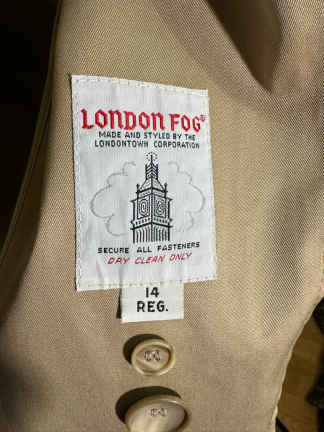 LONDON FOG®
MADE AND STYLED BY THE
LONDONTOWN CORPORATION
SECURE ALL FASTENERS
DRY CLEAN ONLY
14
REG.